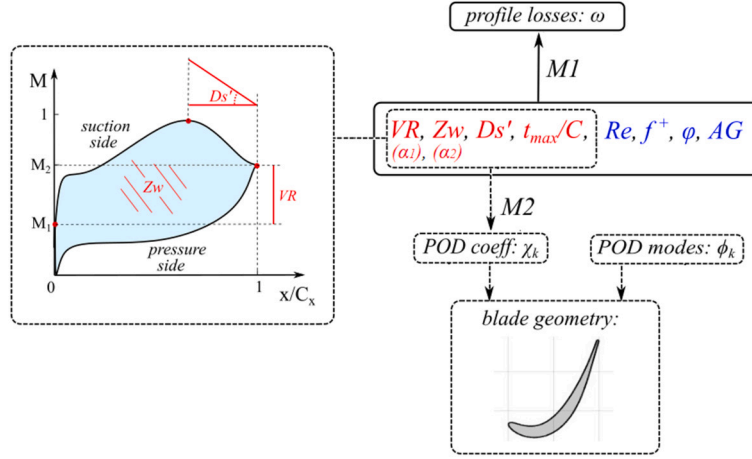 profile losses: ω
M1
M
1
suction
side
Ds'
M₂
Zw
VR
M₁
pressure
side
0
1
x/Cₓ
VR, Zw, Ds', t_max/C, Re, f⁺, φ, AG
(α1), (α2)
M2
POD coeff: χₖ
POD modes: ϕₖ
blade geometry: